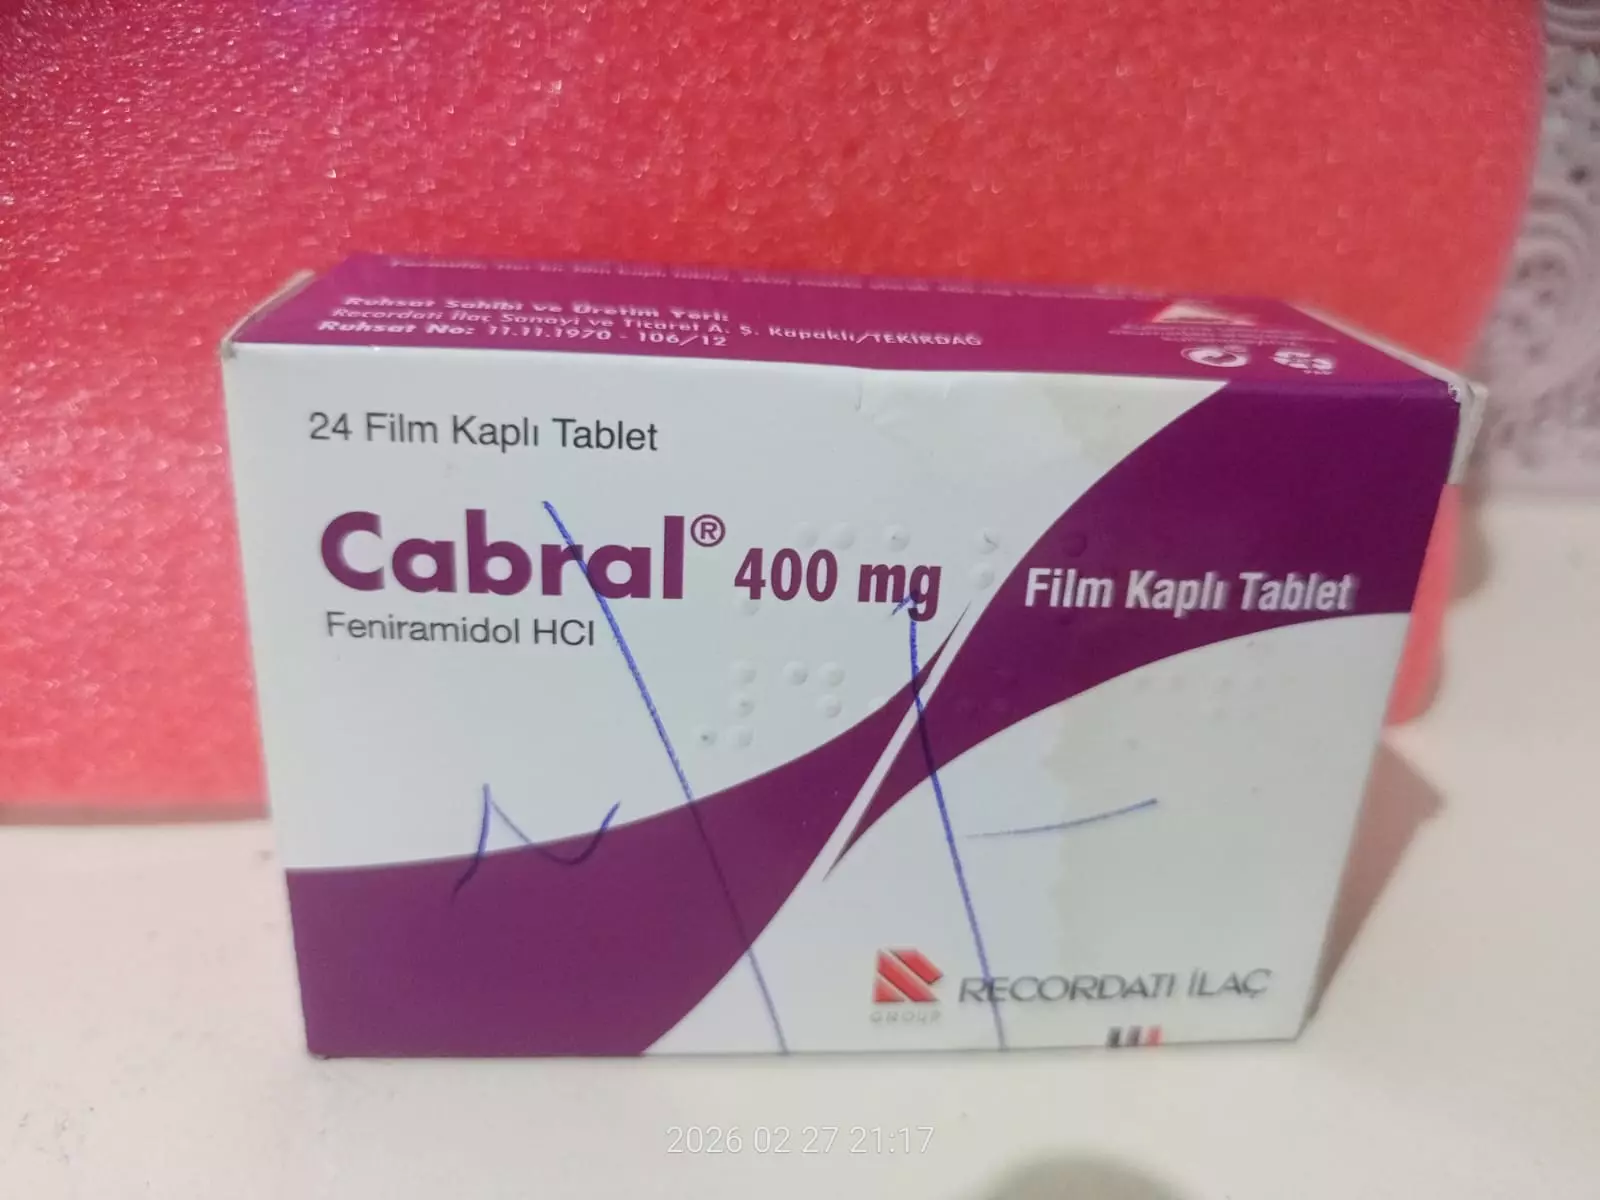 Ruhsat Sahibi ve Üretim Yeri:
Recordati İlaç Sanayi ve Ticaret A. Ş. Kapaklı/TEKİRDAĞ
Ruhsat No: 11.11.1970 - 106/12
24 Film Kaplı Tablet
Cabral® 400 mg
Film Kaplı Tablet
Feniramidol HCl
GROUP
RECORDATI İLAÇ
2026 02 27 21:17